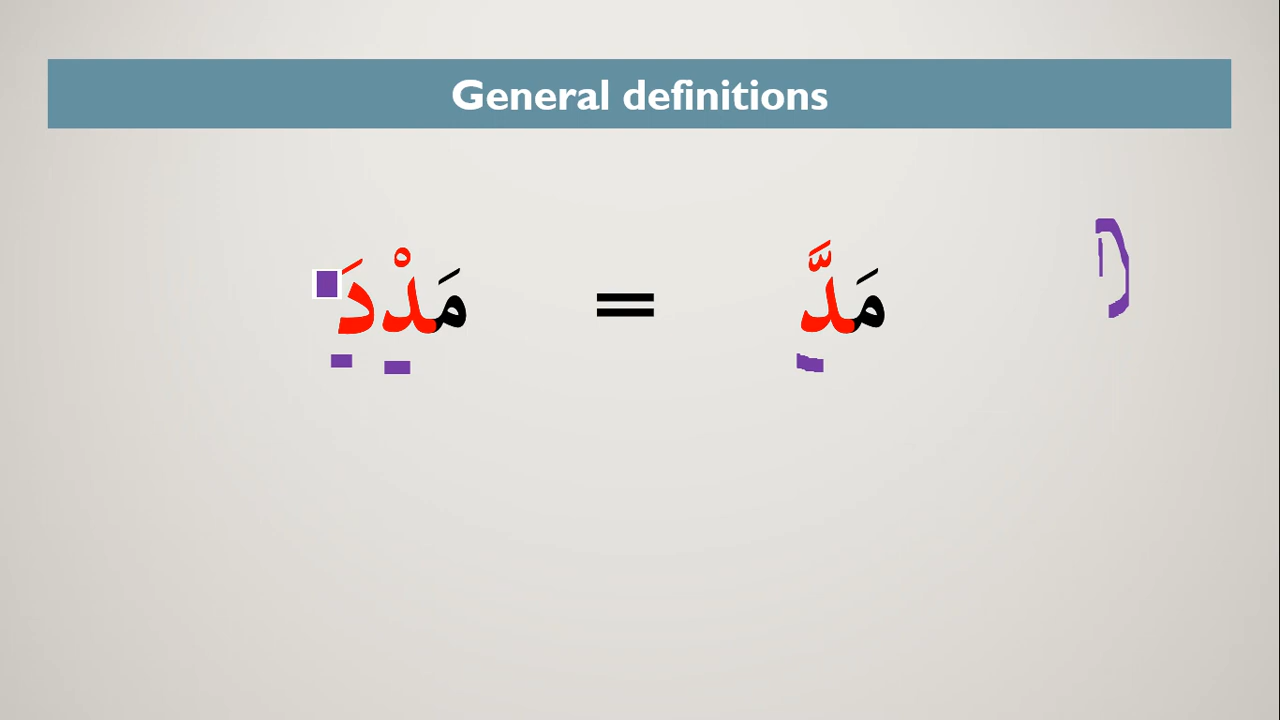 General definitions
مَدَّ = مَدْدَ